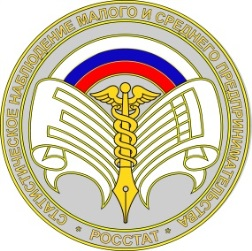 СТАТИСТИЧЕСКОЕ НАБЛЮДЕНИЕ МАЛОГО И СРЕДНЕГО ПРЕДПРИНИМАТЕЛЬСТВА
РОССТАТ